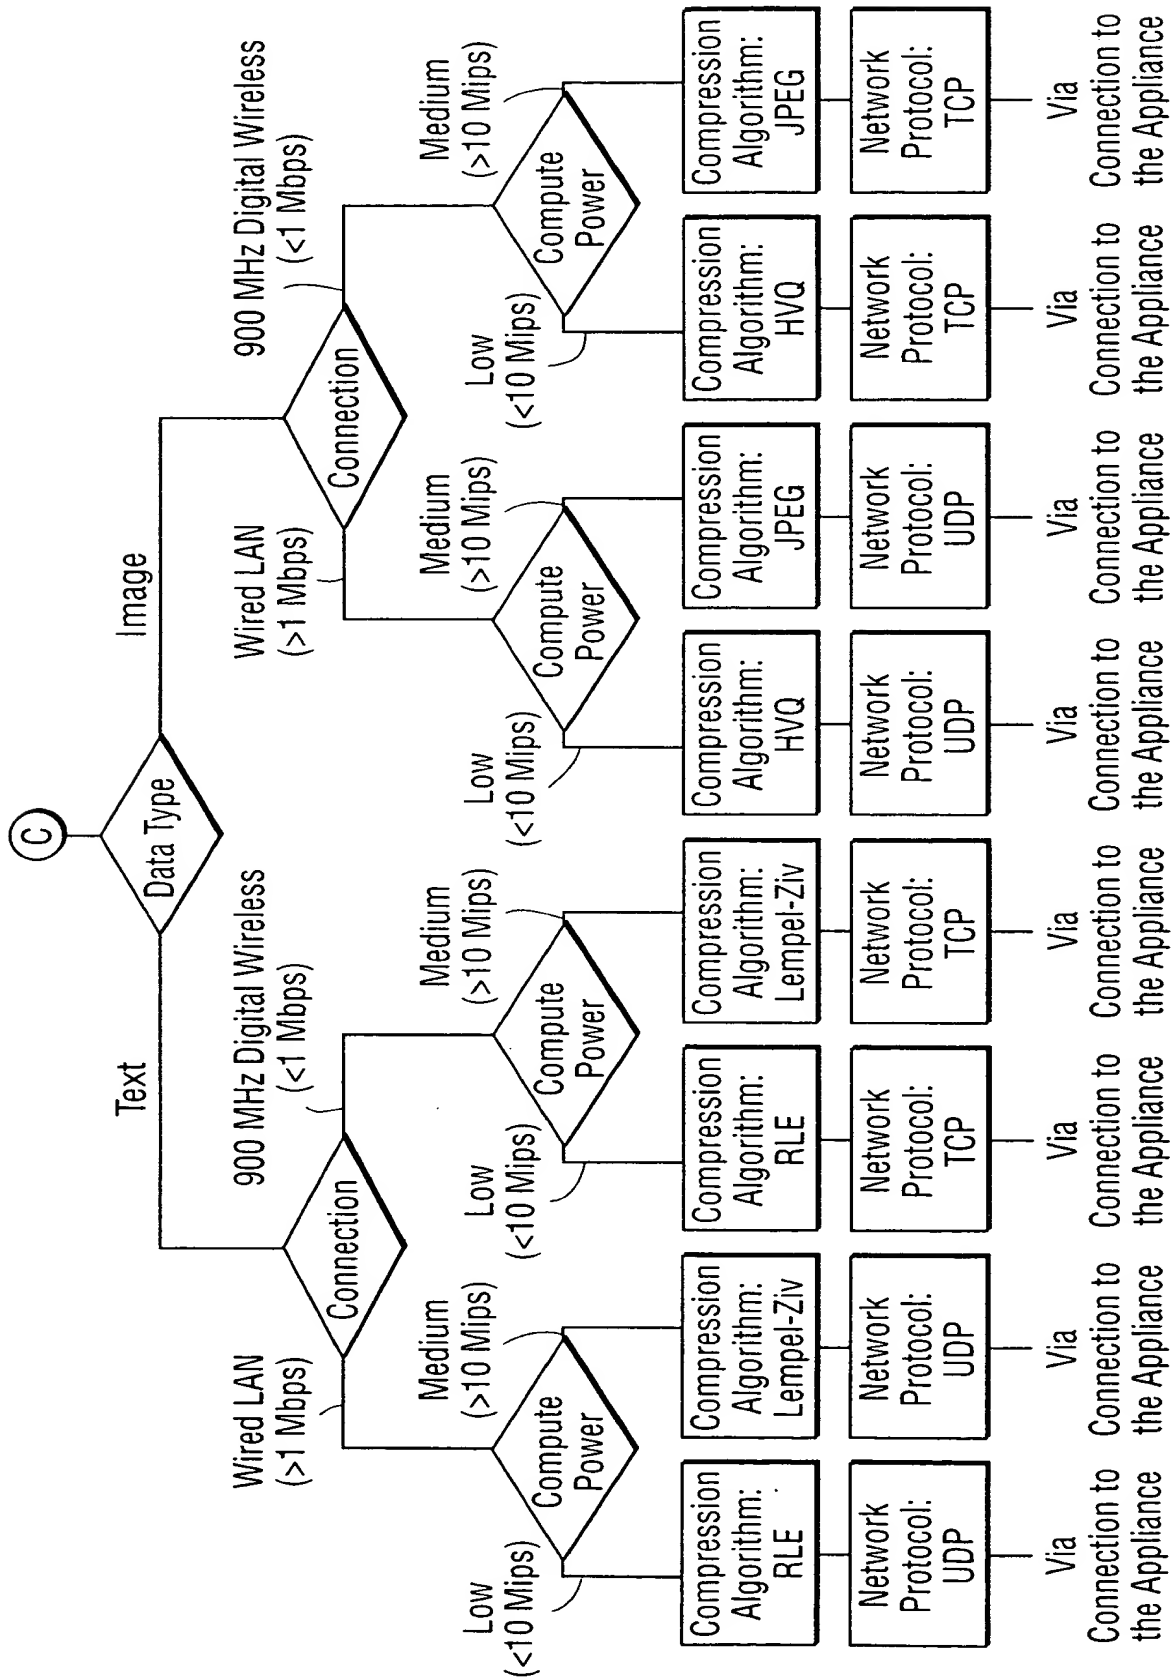 C
Data Type
Text
Image
Connection
Wired LAN
(>1 Mbps)
900 MHz Digital Wireless
(<1 Mbps)
Connection
Wired LAN
(>1 Mbps)
900 MHz Digital Wireless
(<1 Mbps)
Compute
Power
Low
(<10 Mips)
Medium
(>10 Mips)
Compute
Power
Low
(<10 Mips)
Medium
(>10 Mips)
Compute
Power
Low
(<10 Mips)
Medium
(>10 Mips)
Compute
Power
Low
(<10 Mips)
Medium
(>10 Mips)
Compression
Algorithm:
RLE
Network
Protocol:
UDP
Via
Connection to
the Appliance
Compression
Algorithm:
Lempel-Ziv
Network
Protocol:
UDP
Via
Connection to
the Appliance
Compression
Algorithm:
RLE
Network
Protocol:
TCP
Via
Connection to
the Appliance
Compression
Algorithm:
Lempel-Ziv
Network
Protocol:
TCP
Via
Connection to
the Appliance
Compression
Algorithm:
HVQ
Network
Protocol:
UDP
Via
Connection to
the Appliance
Compression
Algorithm:
JPEG
Network
Protocol:
UDP
Via
Connection to
the Appliance
Compression
Algorithm:
HVQ
Network
Protocol:
TCP
Via
Connection to
the Appliance
Compression
Algorithm:
JPEG
Network
Protocol:
TCP
Via
Connection to
the Appliance